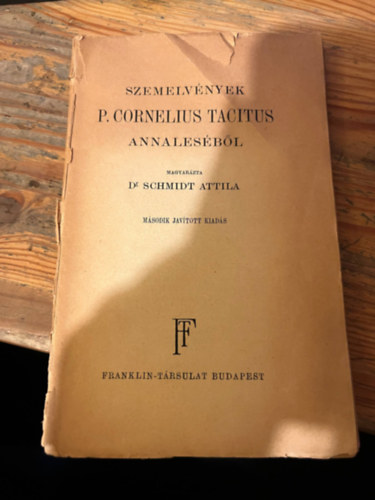 SZEMELVÉNYEK
P. CORNELIUS TACITUS
ANNALESÉBŐL
MAGYARÁZTA
Dr SCHMIDT ATTILA
MÁSODIK JAVÍTOTT KIADÁS
FT
FRANKLIN-TÁRSULAT BUDAPEST